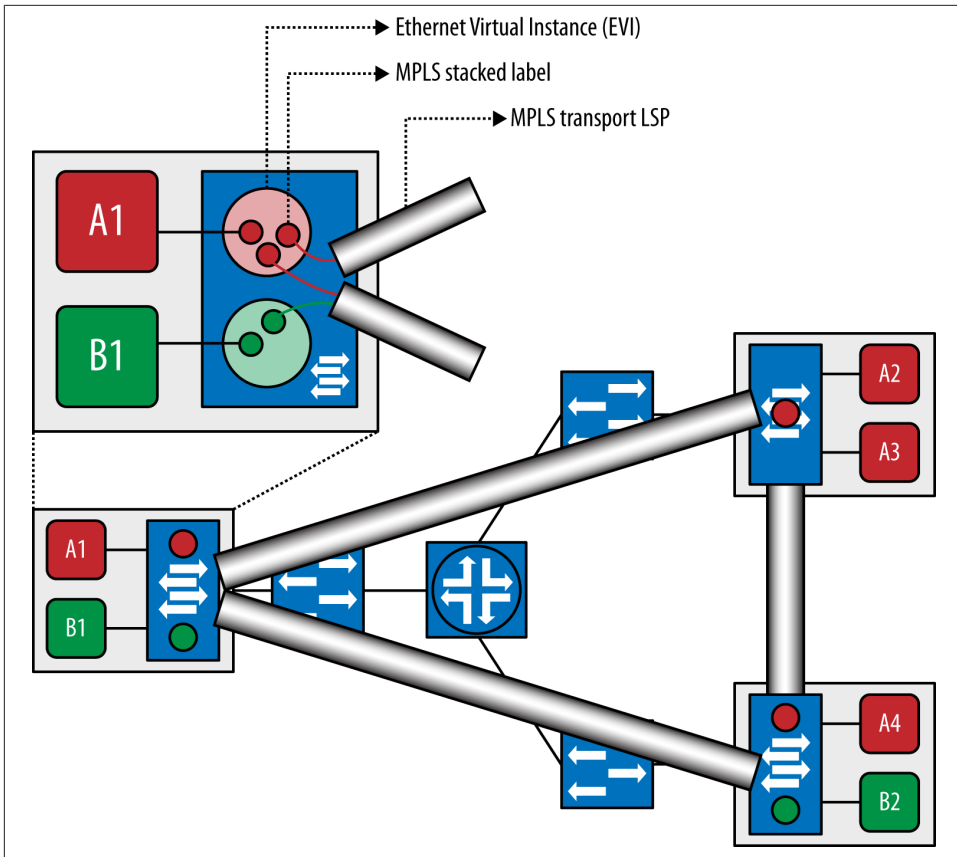 Ethernet Virtual Instance (EVI)
MPLS stacked label
MPLS transport LSP
A1
B1
A2
A3
A1
B1
A4
B2